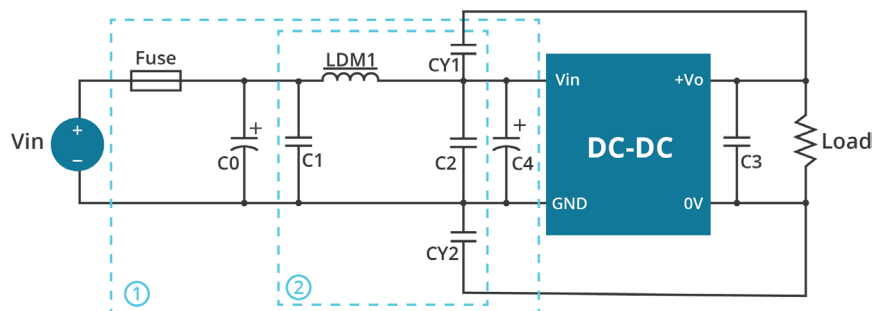 Fuse
LDM1
CY1
Vin
+Vo
Vin
+
−
C0
+
C1
C2
+
C4
DC-DC
C3
Load
GND
0V
CY2
1
2